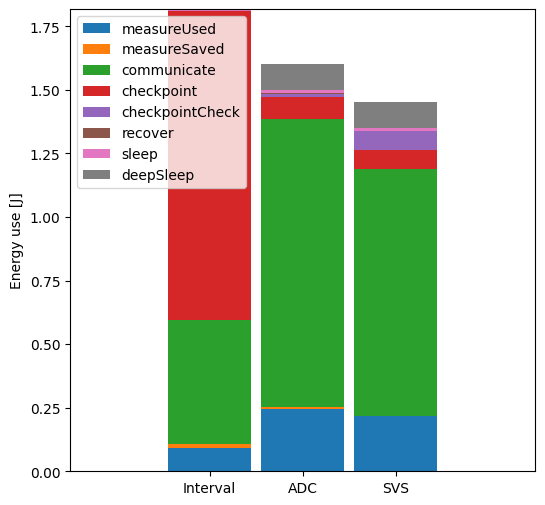 measureUsed
measureSaved
communicate
checkpoint
checkpointCheck
recover
sleep
deepSleep
Energy use [J]
1.75
1.50
1.25
1.00
0.75
0.50
0.25
0.00
Interval
ADC
SVS